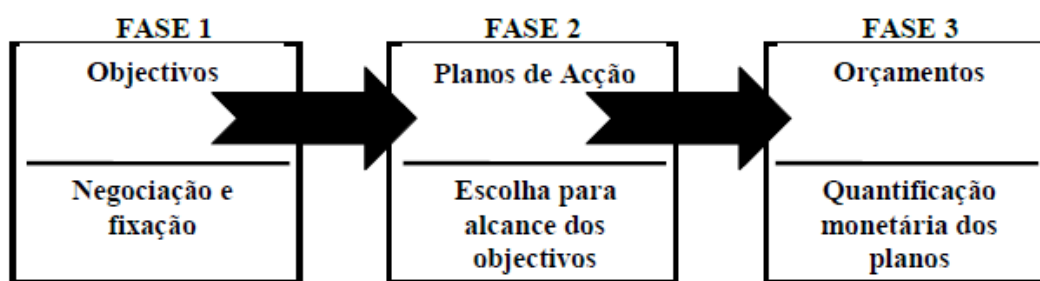 FASE 1
Objectivos
Negociação e
fixação
FASE 2
Planos de Acção
Escolha para
alcance dos
objectivos
FASE 3
Orçamentos
Quantificação
monetária dos
planos